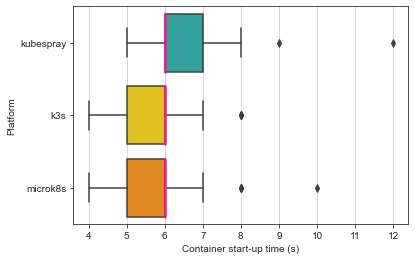 kubespray
k3s
microk8s
Platform
4 5 6 7 8 9 10 11 12
Container start-up time (s)